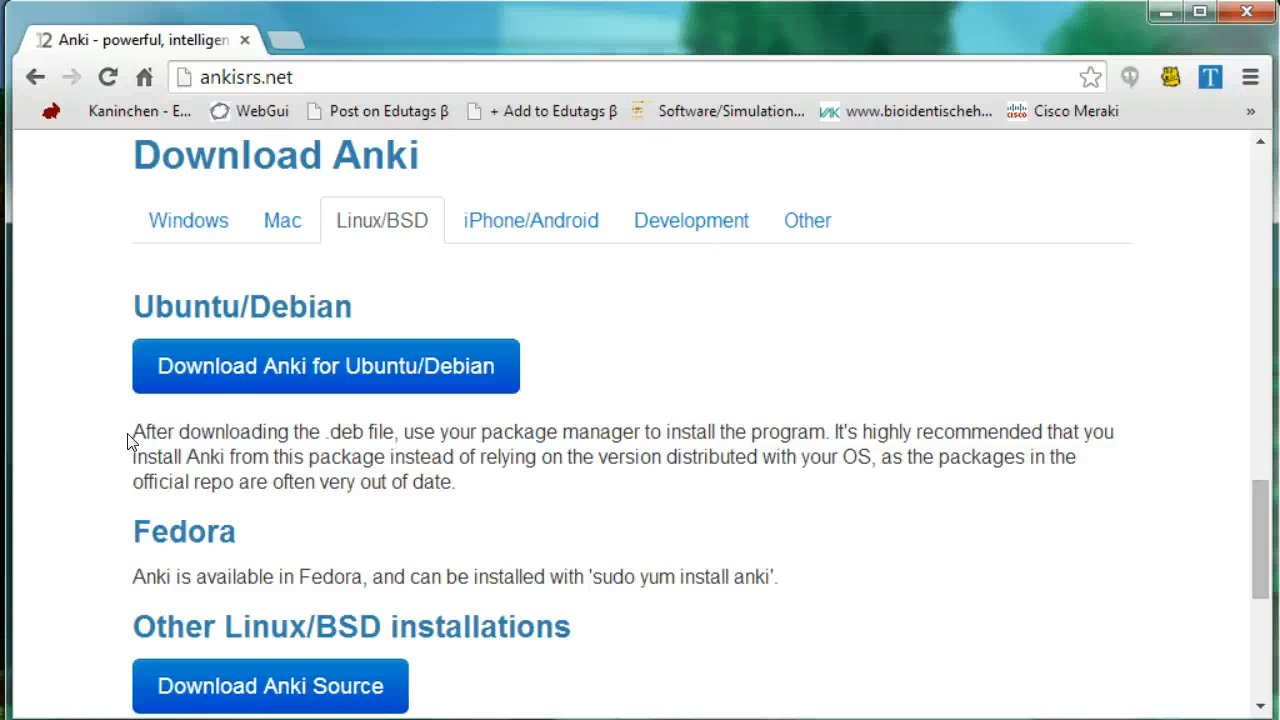 Anki - powerful, intelligen
ankisrs.net
Kaninchen - E... WebGui Post on Edutags β + Add to Edutags β Software/Simulation... www.bioidentischeh... Cisco Meraki »
Download Anki
Windows Mac Linux/BSD iPhone/Android Development Other
Ubuntu/Debian
Download Anki for Ubuntu/Debian
After downloading the .deb file, use your package manager to install the program. It's highly recommended that you
install Anki from this package instead of relying on the version distributed with your OS, as the packages in the
official repo are often very out of date.
Fedora
Anki is available in Fedora, and can be installed with 'sudo yum install anki'.
Other Linux/BSD installations
Download Anki Source